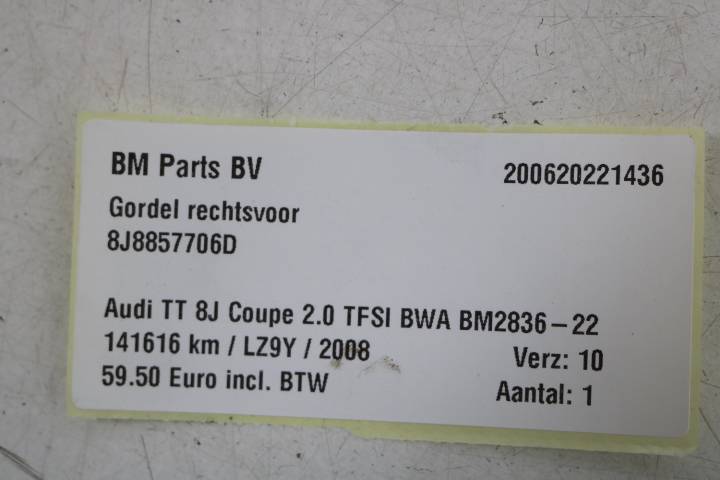 BM Parts BV 200620221436
Gordel rechtsvoor
8J8857706D
Audi TT 8J Coupe 2.0 TFSI BWA BM2836-22
141616 km / LZ9Y / 2008 Verz: 10
59.50 Euro incl. BTW Aantal: 1